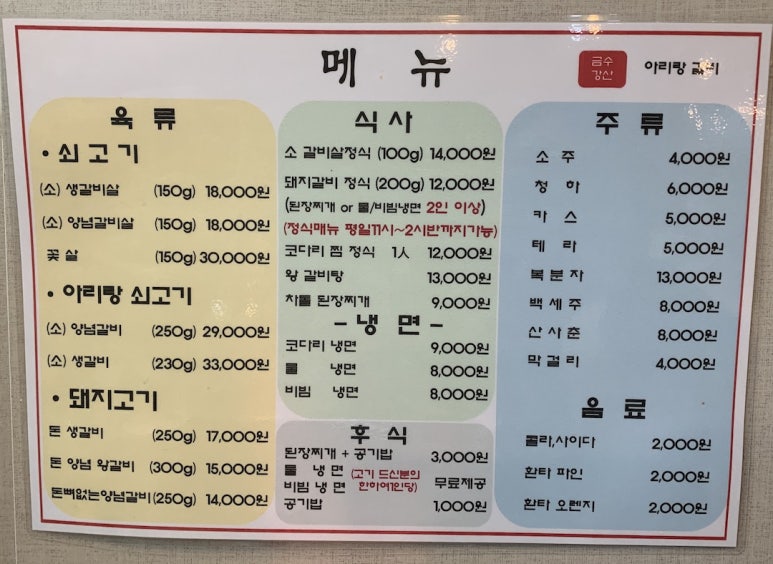 메뉴
금수
강산
아리랑 갈비
육류
• 쇠고기
(소) 생갈비살 (150g) 18,000원
(소) 양념갈비살 (150g) 18,000원
꽃살 (150g) 30,000원
• 아리랑 쇠고기
(소) 양념갈비 (250g) 29,000원
(소) 생갈비 (230g) 33,000원
• 돼지고기
돈 생갈비 (250g) 17,000원
돈 양념 왕갈비 (300g) 15,000원
돈뼈없는양념갈비 (250g) 14,000원
식사
소 갈비살정식 (100g) 14,000원
돼지갈비 정식 (200g) 12,000원
(된장찌개 or 물/비빔냉면 2인 이상)
(정식메뉴 평일11시~2시반까지가능)
코다리 찜 정식 1人 12,000원
왕 갈비탕 13,000원
차돌 된장찌개 9,000원
- 냉면 -
코다리 냉면 9,000원
물 냉면 8,000원
비빔 냉면 8,000원
후식
된장찌개 + 공기밥 3,000원
물 냉면 (고기 드신분의
비빔 냉면 한하여1인당) 무료제공
공기밥 1,000원
주류
소주 4,000원
청하 6,000원
카스 5,000원
테라 5,000원
복분자 13,000원
백세주 8,000원
산사춘 8,000원
막걸리 4,000원
음료
콜라,사이다 2,000원
환타 파인 2,000원
환타 오렌지 2,000원